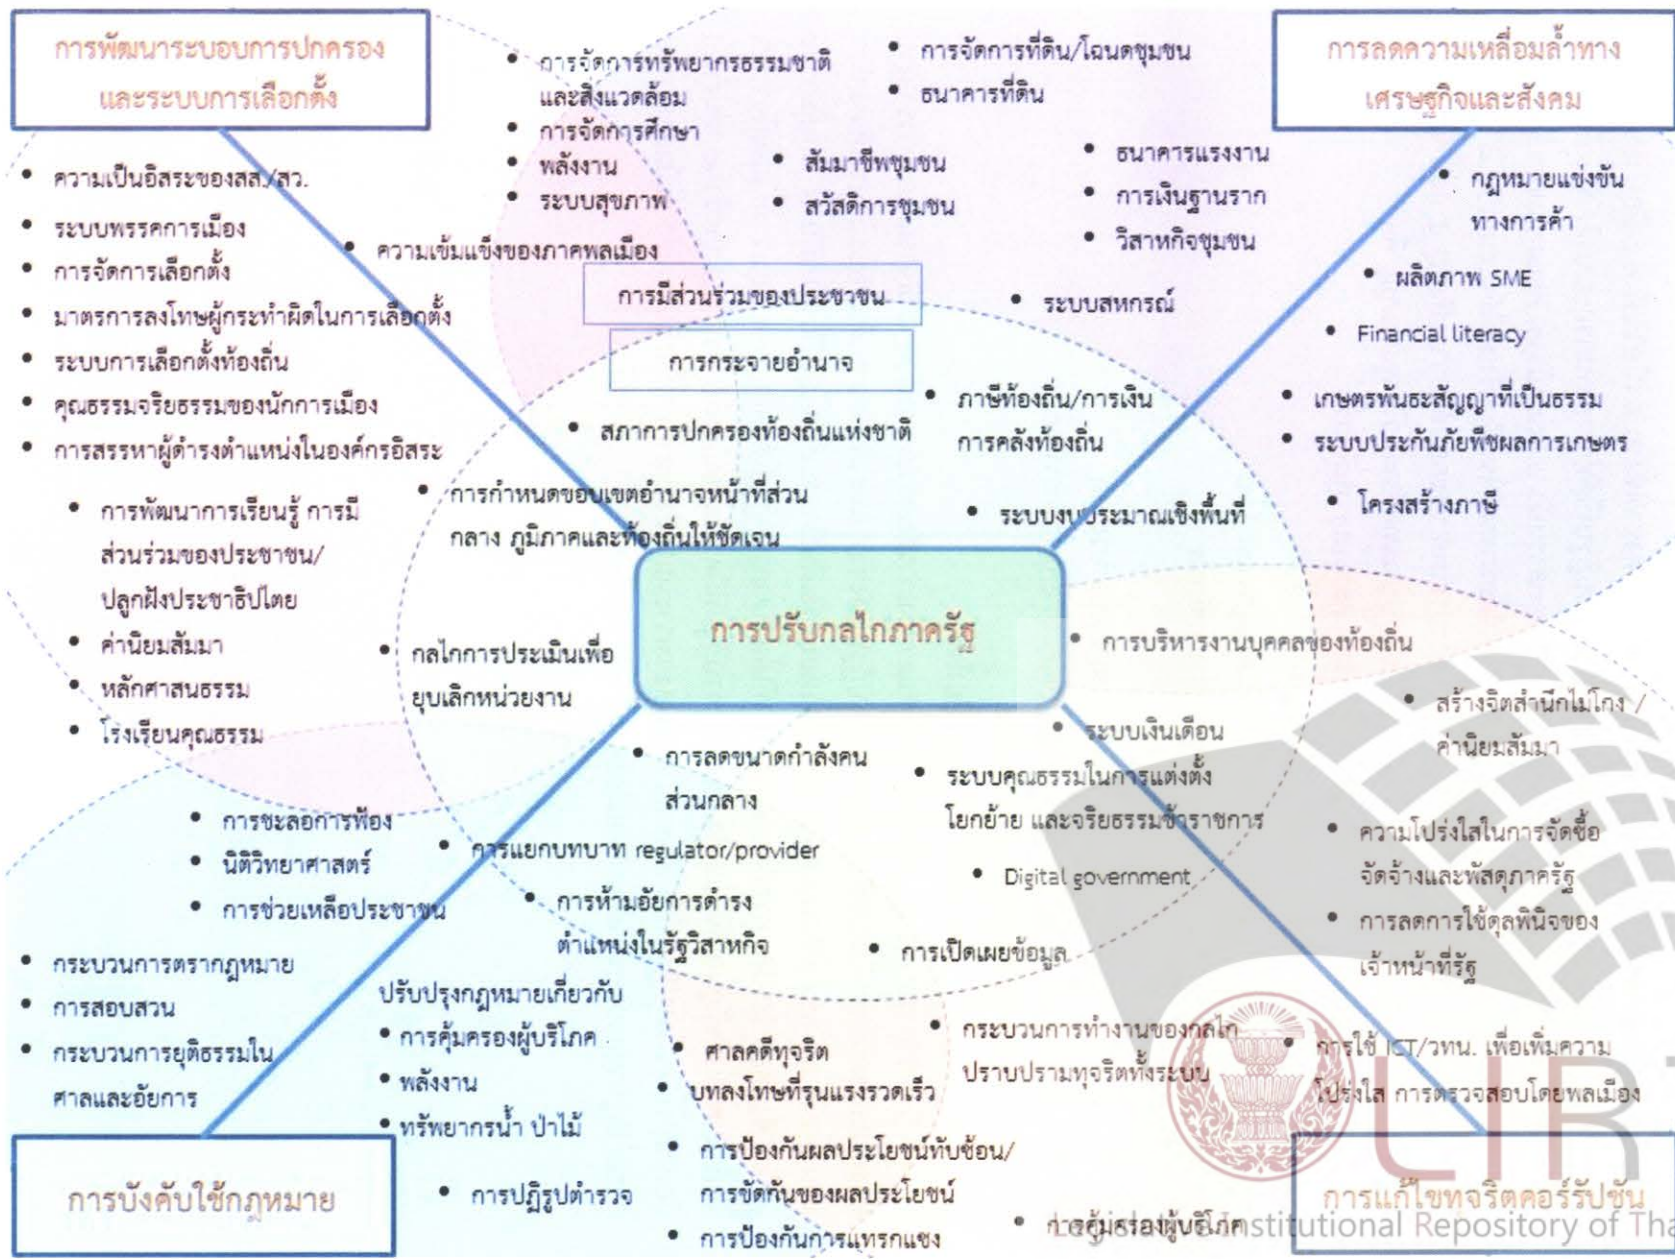 การพัฒนาระบอบการปกครอง
และระบบการเลือกตั้ง
การจัดการทรัพยากรธรรมชาติ
และสิ่งแวดล้อม
การจัดการศึกษา
พลังงาน
ระบบสุขภาพ
การจัดการที่ดิน/โฉนดชุมชน
ธนาคารที่ดิน
การลดความเหลื่อมล้ำทาง
เศรษฐกิจและสังคม
สัมมาชีพชุมชน
สวัสดิการชุมชน
ธนาคารแรงงาน
การเงินฐานราก
วิสาหกิจชุมชน
กฎหมายแข่งขัน
ทางการค้า
ผลิตภาพ SME
Financial literacy
เกษตรพันธะสัญญาที่เป็นธรรม
ระบบประกันภัยพืชผลการเกษตร
โครงสร้างภาษี
ความเป็นอิสระของสส./สว.
ระบบพรรคการเมือง
การจัดการเลือกตั้ง
มาตรการลงโทษผู้กระทำผิดในการเลือกตั้ง
ระบบการเลือกตั้งท้องถิ่น
คุณธรรมจริยธรรมของนักการเมือง
การสรรหาผู้ดำรงตำแหน่งในองค์กรอิสระ
ความเข้มแข็งของภาคพลเมือง
การมีส่วนร่วมของประชาชน
ระบบสหกรณ์
การกระจายอำนาจ
สภาการปกครองท้องถิ่นแห่งชาติ
ภาษีท้องถิ่น/การเงิน
การคลังท้องถิ่น
การกำหนดขอบเขตอำนาจหน้าที่ส่วน
กลาง ภูมิภาคและท้องถิ่นให้ชัดเจน
ระบบงบประมาณเชิงพื้นที่
การพัฒนาการเรียนรู้ การมี
ส่วนร่วมของประชาชน/
ปลูกฝังประชาธิปไตย
ค่านิยมสัมมา
หลักศาสนธรรม
โรงเรียนคุณธรรม
กลไกการประเมินเพื่อ
ยุบเลิกหน่วยงาน
การปรับกลไกภาครัฐ
การบริหารงานบุคคลของท้องถิ่น
สร้างจิตสำนึกไม่โกง /
ค่านิยมสัมมา
ระบบเงินเดือน
การลดขนาดกำลังคน
ส่วนกลาง
ระบบคุณธรรมในการแต่งตั้ง
โยกย้าย และจริยธรรมข้าราชการ
การชะลอการฟ้อง
นิติวิทยาศาสตร์
การช่วยเหลือประชาชน
การแยกบทบาท regulator/provider
Digital government
ความโปร่งใสในการจัดซื้อ
จัดจ้างและพัสดุภาครัฐ
การลดการใช้ดุลพินิจของ
เจ้าหน้าที่รัฐ
การห้ามอัยการดำรง
ตำแหน่งในรัฐวิสาหกิจ
การเปิดเผยข้อมูล
กระบวนการตรากฎหมาย
การสอบสวน
กระบวนการยุติธรรมใน
ศาลและอัยการ
ปรับปรุงกฎหมายเกี่ยวกับ
การคุ้มครองผู้บริโภค
พลังงาน
ทรัพยากรน้ำ ป่าไม้
ศาลคดีทุจริต
บทลงโทษที่รุนแรงรวดเร็ว
กระบวนการทำงานของกลไก
ปราบปรามทุจริตทั้งระบบ
การใช้ ICT/วทน. เพื่อเพิ่มความ
โปร่งใส การตรวจสอบโดยพลเมือง
การบังคับใช้กฎหมาย
การปฏิรูปตำรวจ
การป้องกันผลประโยชน์ทับซ้อน/
การขัดกันของผลประโยชน์
การป้องกันการแทรกแซง
การคุ้มครองผู้บริโภค
การแก้ไขทุจริตคอร์รัปชัน
LIRT
Legislative Institutional Repository of Tha